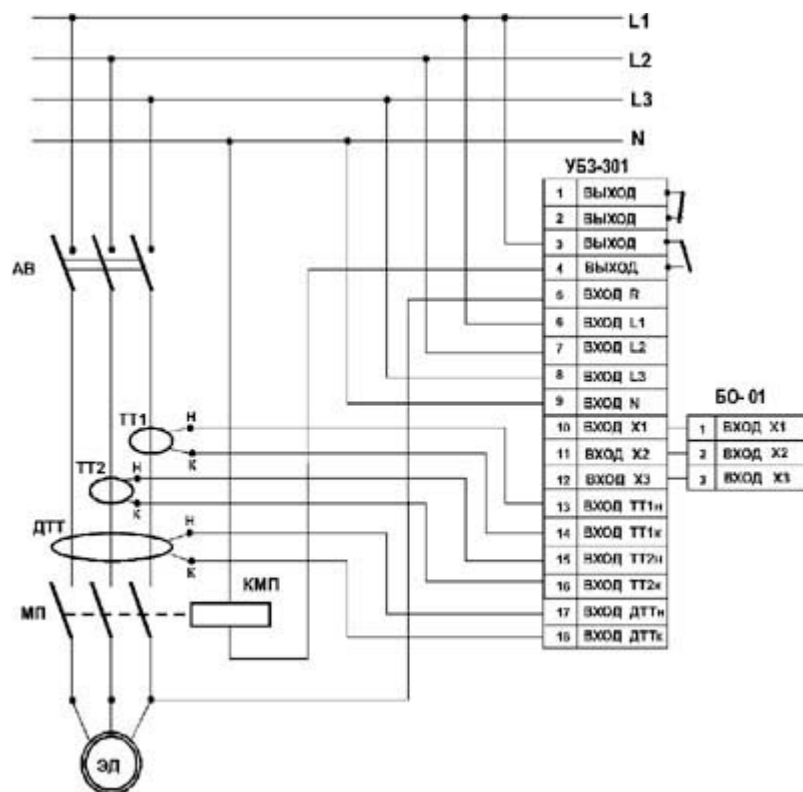 L1
L2
L3
N
УБЗ-301
1 ВЫХОД
2 ВЫХОД
3 ВЫХОД
4 ВЫХОД
5 ВХОД R
6 ВХОД L1
7 ВХОД L2
8 ВХОД L3
9 ВХОД N
10 ВХОД X1
11 ВХОД X2
12 ВХОД X3
13 ВХОД ТТ1н
14 ВХОД ТТ1к
15 ВХОД ТТ2н
16 ВХОД ТТ2к
17 ВХОД ДТТн
18 ВХОД ДТТк
БО-01
1 ВХОД X1
2 ВХОД X2
3 ВХОД X3
АВ
ТТ1
Н
К
ТТ2
Н
К
ДТТ
Н
К
КМП
МП
ЭД